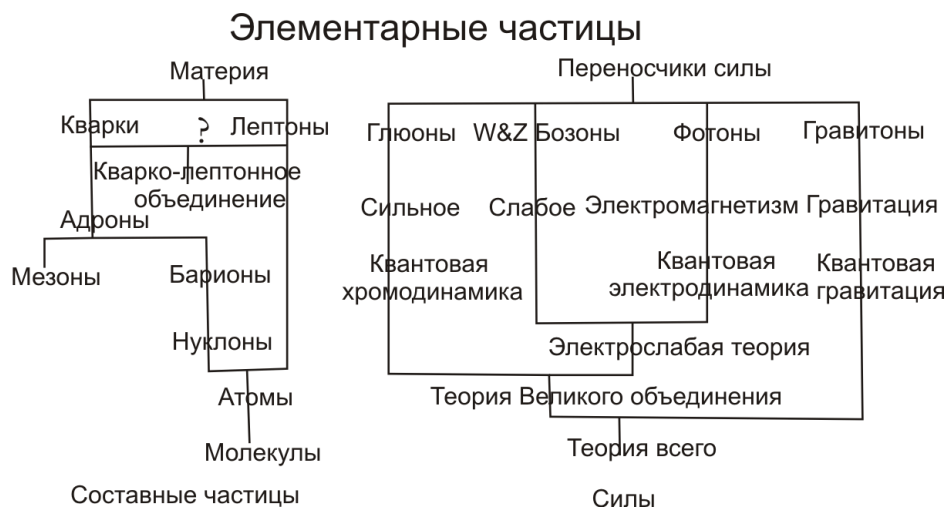 Элементарные частицы
Материя
Переносчики силы
Кварки ? Лептоны
Глюоны W&Z Бозоны Фотоны Гравитоны
Кварко-лептонное
объединение
Адроны
Сильное Слабое Электромагнетизм Гравитация
Мезоны Барионы
Квантовая
хромодинамика
Квантовая
электродинамика
Квантовая
гравитация
Нуклоны
Электрослабая теория
Атомы
Теория Великого объединения
Молекулы
Теория всего
Составные частицы
Силы